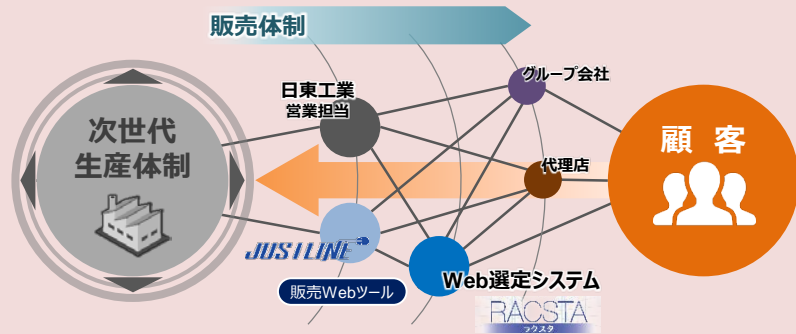 販売体制
グループ会社
日東工業
営業担当
次世代
生産体制
顧 客
代理店
JUSTLINE
Web選定システム
販売Webツール
RACSTA
ラクスタ